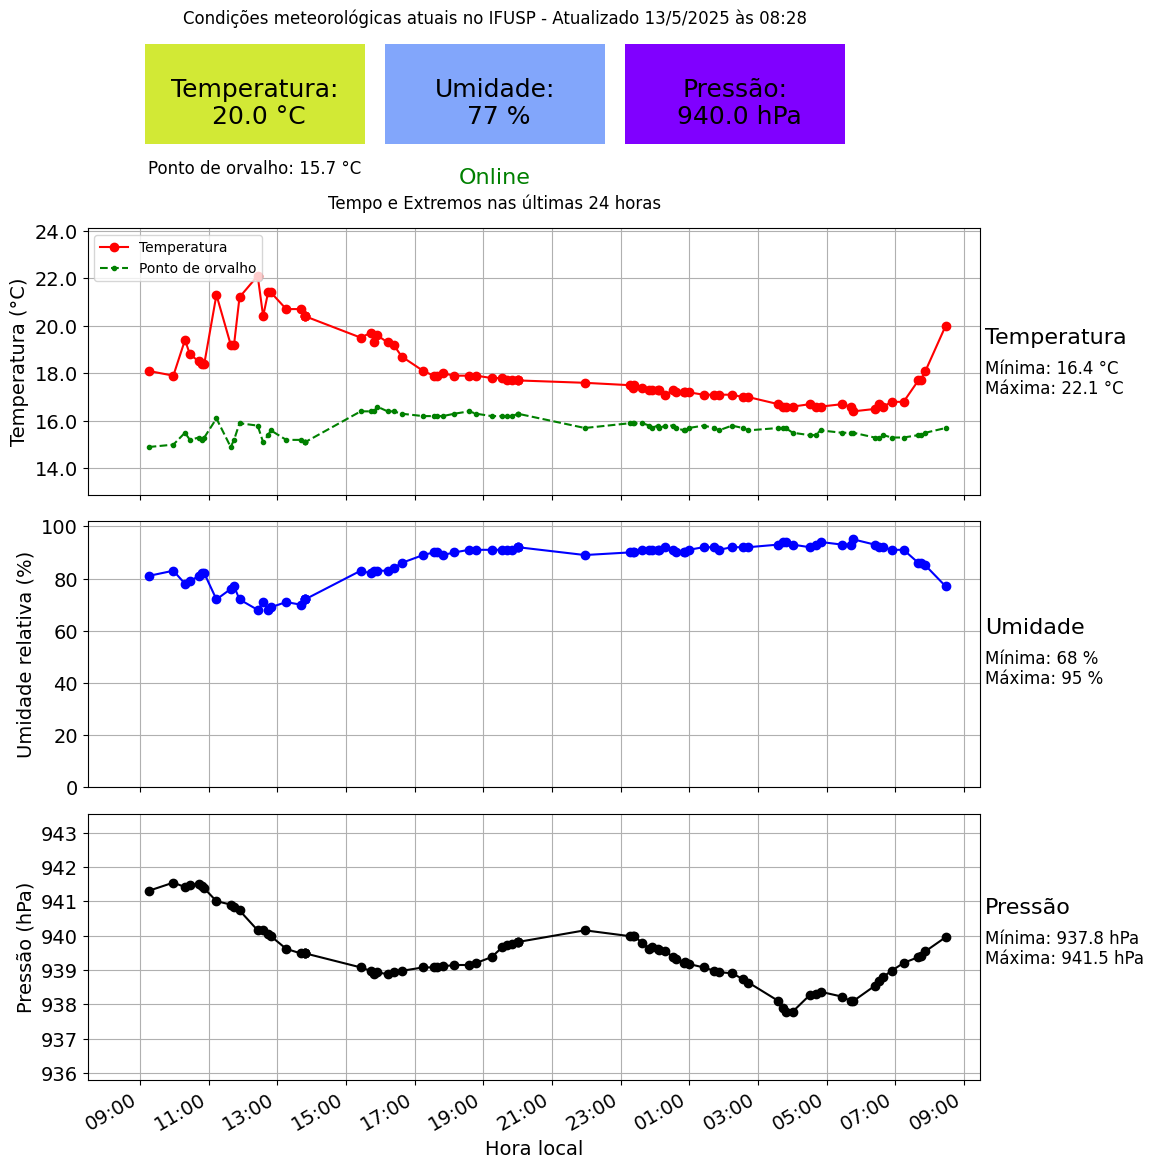 Condições meteorológicas atuais no IFUSP - Atualizado 13/5/2025 às 08:28
Temperatura:
20.0 °C
Umidade:
77 %
Pressão:
940.0 hPa
Ponto de orvalho: 15.7 °C
Online
Tempo e Extremos nas últimas 24 horas
Temperatura (°C)
24.0
22.0
20.0
18.0
16.0
14.0
Temperatura
Ponto de orvalho
Temperatura
Mínima: 16.4 °C
Máxima: 22.1 °C
Umidade relativa (%)
100
80
60
40
20
0
Umidade
Mínima: 68 %
Máxima: 95 %
Pressão (hPa)
943
942
941
940
939
938
937
936
Pressão
Mínima: 937.8 hPa
Máxima: 941.5 hPa
09:00 11:00 13:00 15:00 17:00 19:00 21:00 23:00 01:00 03:00 05:00 07:00 09:00
Hora local